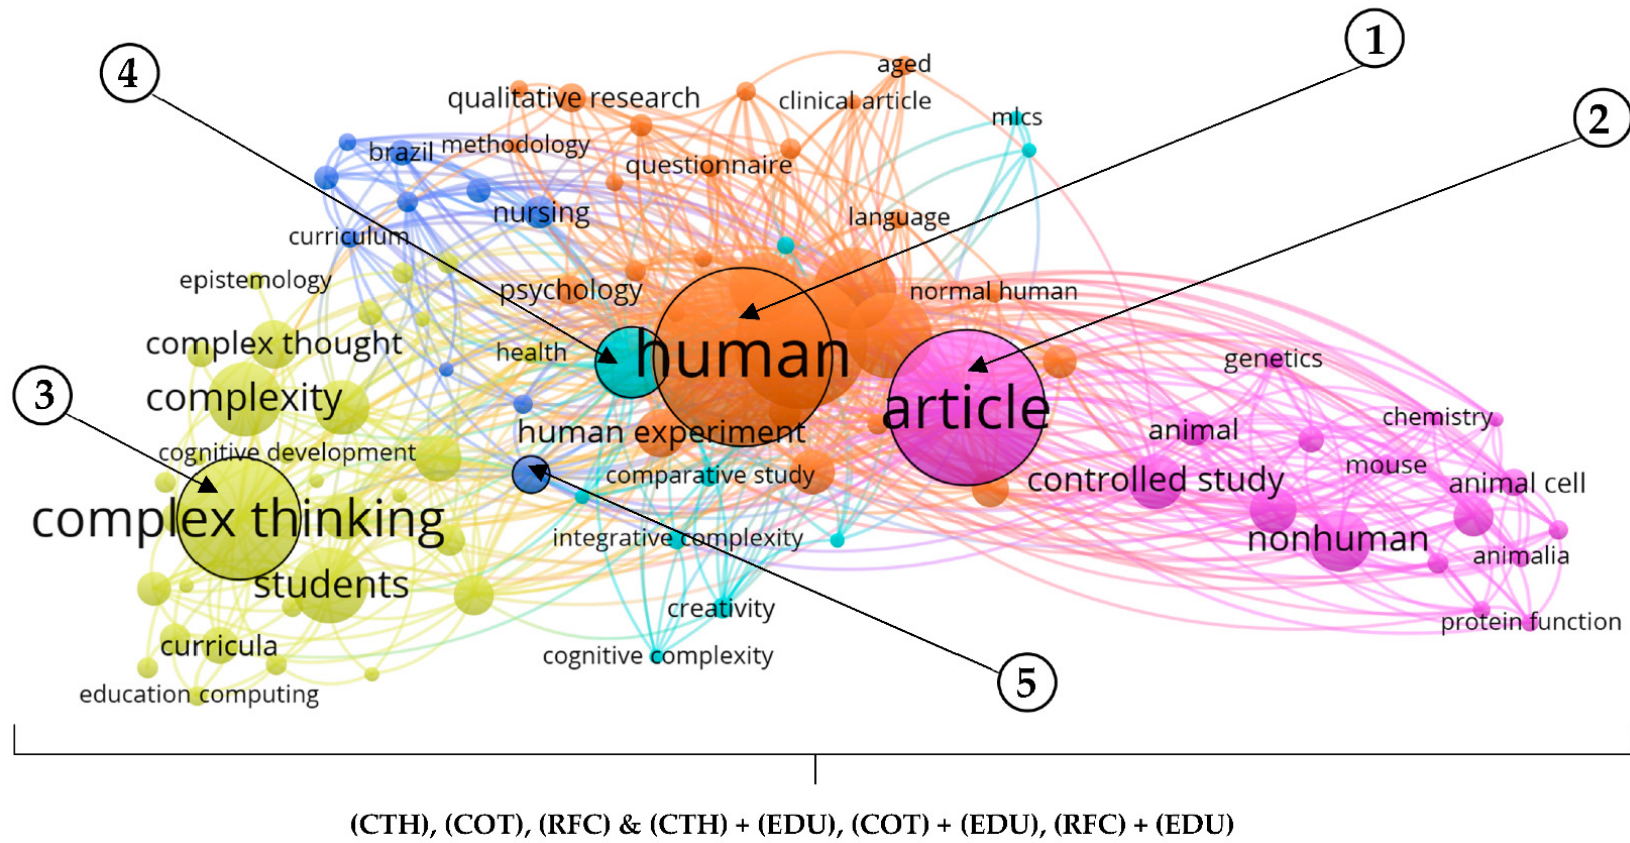 1
aged
4
qualitative research
clinical article
2
mlcs
brazil
methodology
questionnaire
nursing
language
curriculum
epistemology
psychology
normal human
complex thought
health
human
genetics
3
complexity
article
chemistry
human experiment
animal
cognitive development
comparative study
mouse
controlled study
animal cell
complex thinking
integrative complexity
nonhuman
animalia
students
creativity
protein function
curricula
cognitive complexity
5
education computing
(CTH), (COT), (RFC) & (CTH) + (EDU), (COT) + (EDU), (RFC) + (EDU)